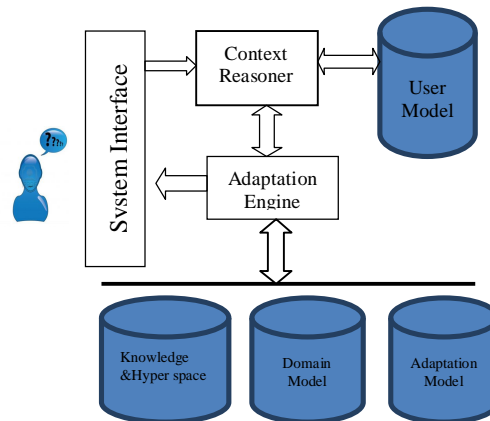 Context
Reasoner
User
Model
System Interface
???
Adaptation
Engine
Knowledge
&Hyper space
Domain
Model
Adaptation
Model